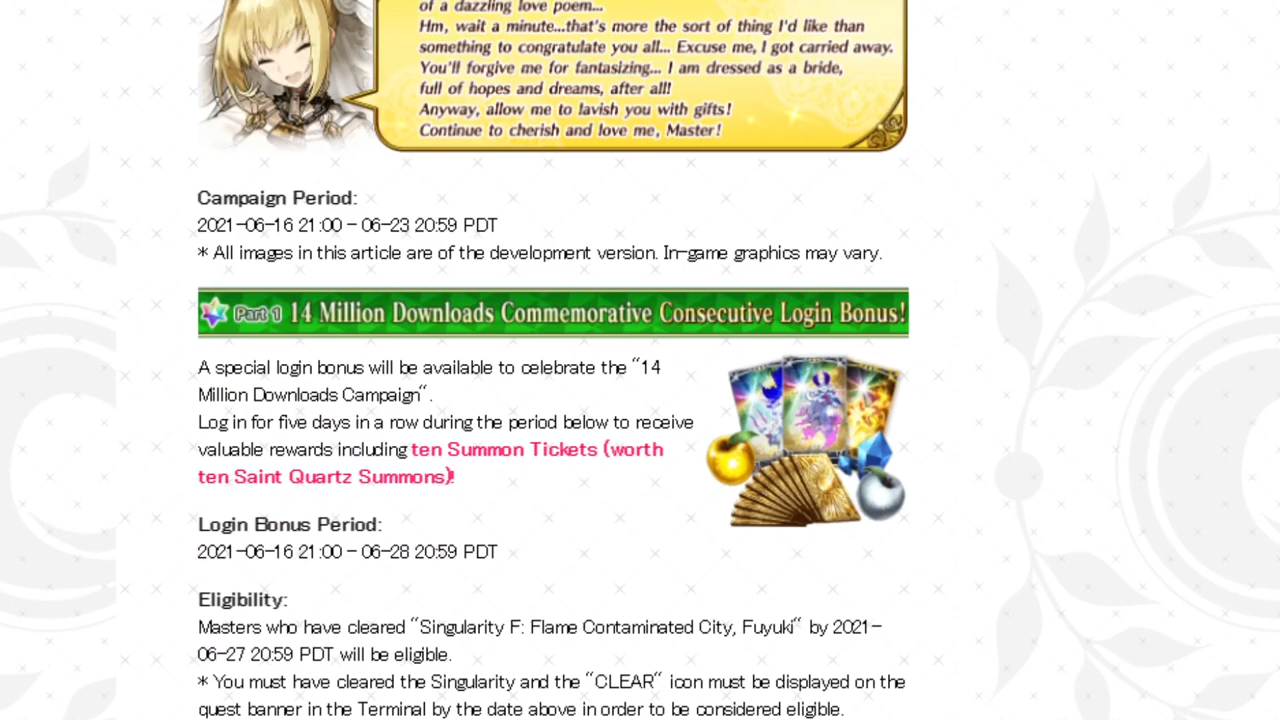 of a dazzling love poem...
Hm, wait a minute...that's more the sort of thing I'd like than
something to congratulate you all... Excuse me, I got carried away.
You'll forgive me for fantasizing... I am dressed as a bride,
full of hopes and dreams, after all!
Anyway, allow me to lavish you with gifts!
Continue to cherish and love me, Master!
Campaign Period:
2021-06-16 21:00 - 06-23 20:59 PDT
* All images in this article are of the development version. In-game graphics may vary.
Part 1 14 Million Downloads Commemorative Consecutive Login Bonus!
A special login bonus will be available to celebrate the "14
Million Downloads Campaign".
Log in for five days in a row during the period below to receive
valuable rewards including ten Summon Tickets (worth
ten Saint Quartz Summons)!
Login Bonus Period:
2021-06-16 21:00 - 06-28 20:59 PDT
Eligibility:
Masters who have cleared "Singularity F: Flame Contaminated City, Fuyuki" by 2021-
06-27 20:59 PDT will be eligible.
* You must have cleared the Singularity and the "CLEAR" icon must be displayed on the
quest banner in the Terminal by the date above in order to be considered eligible.